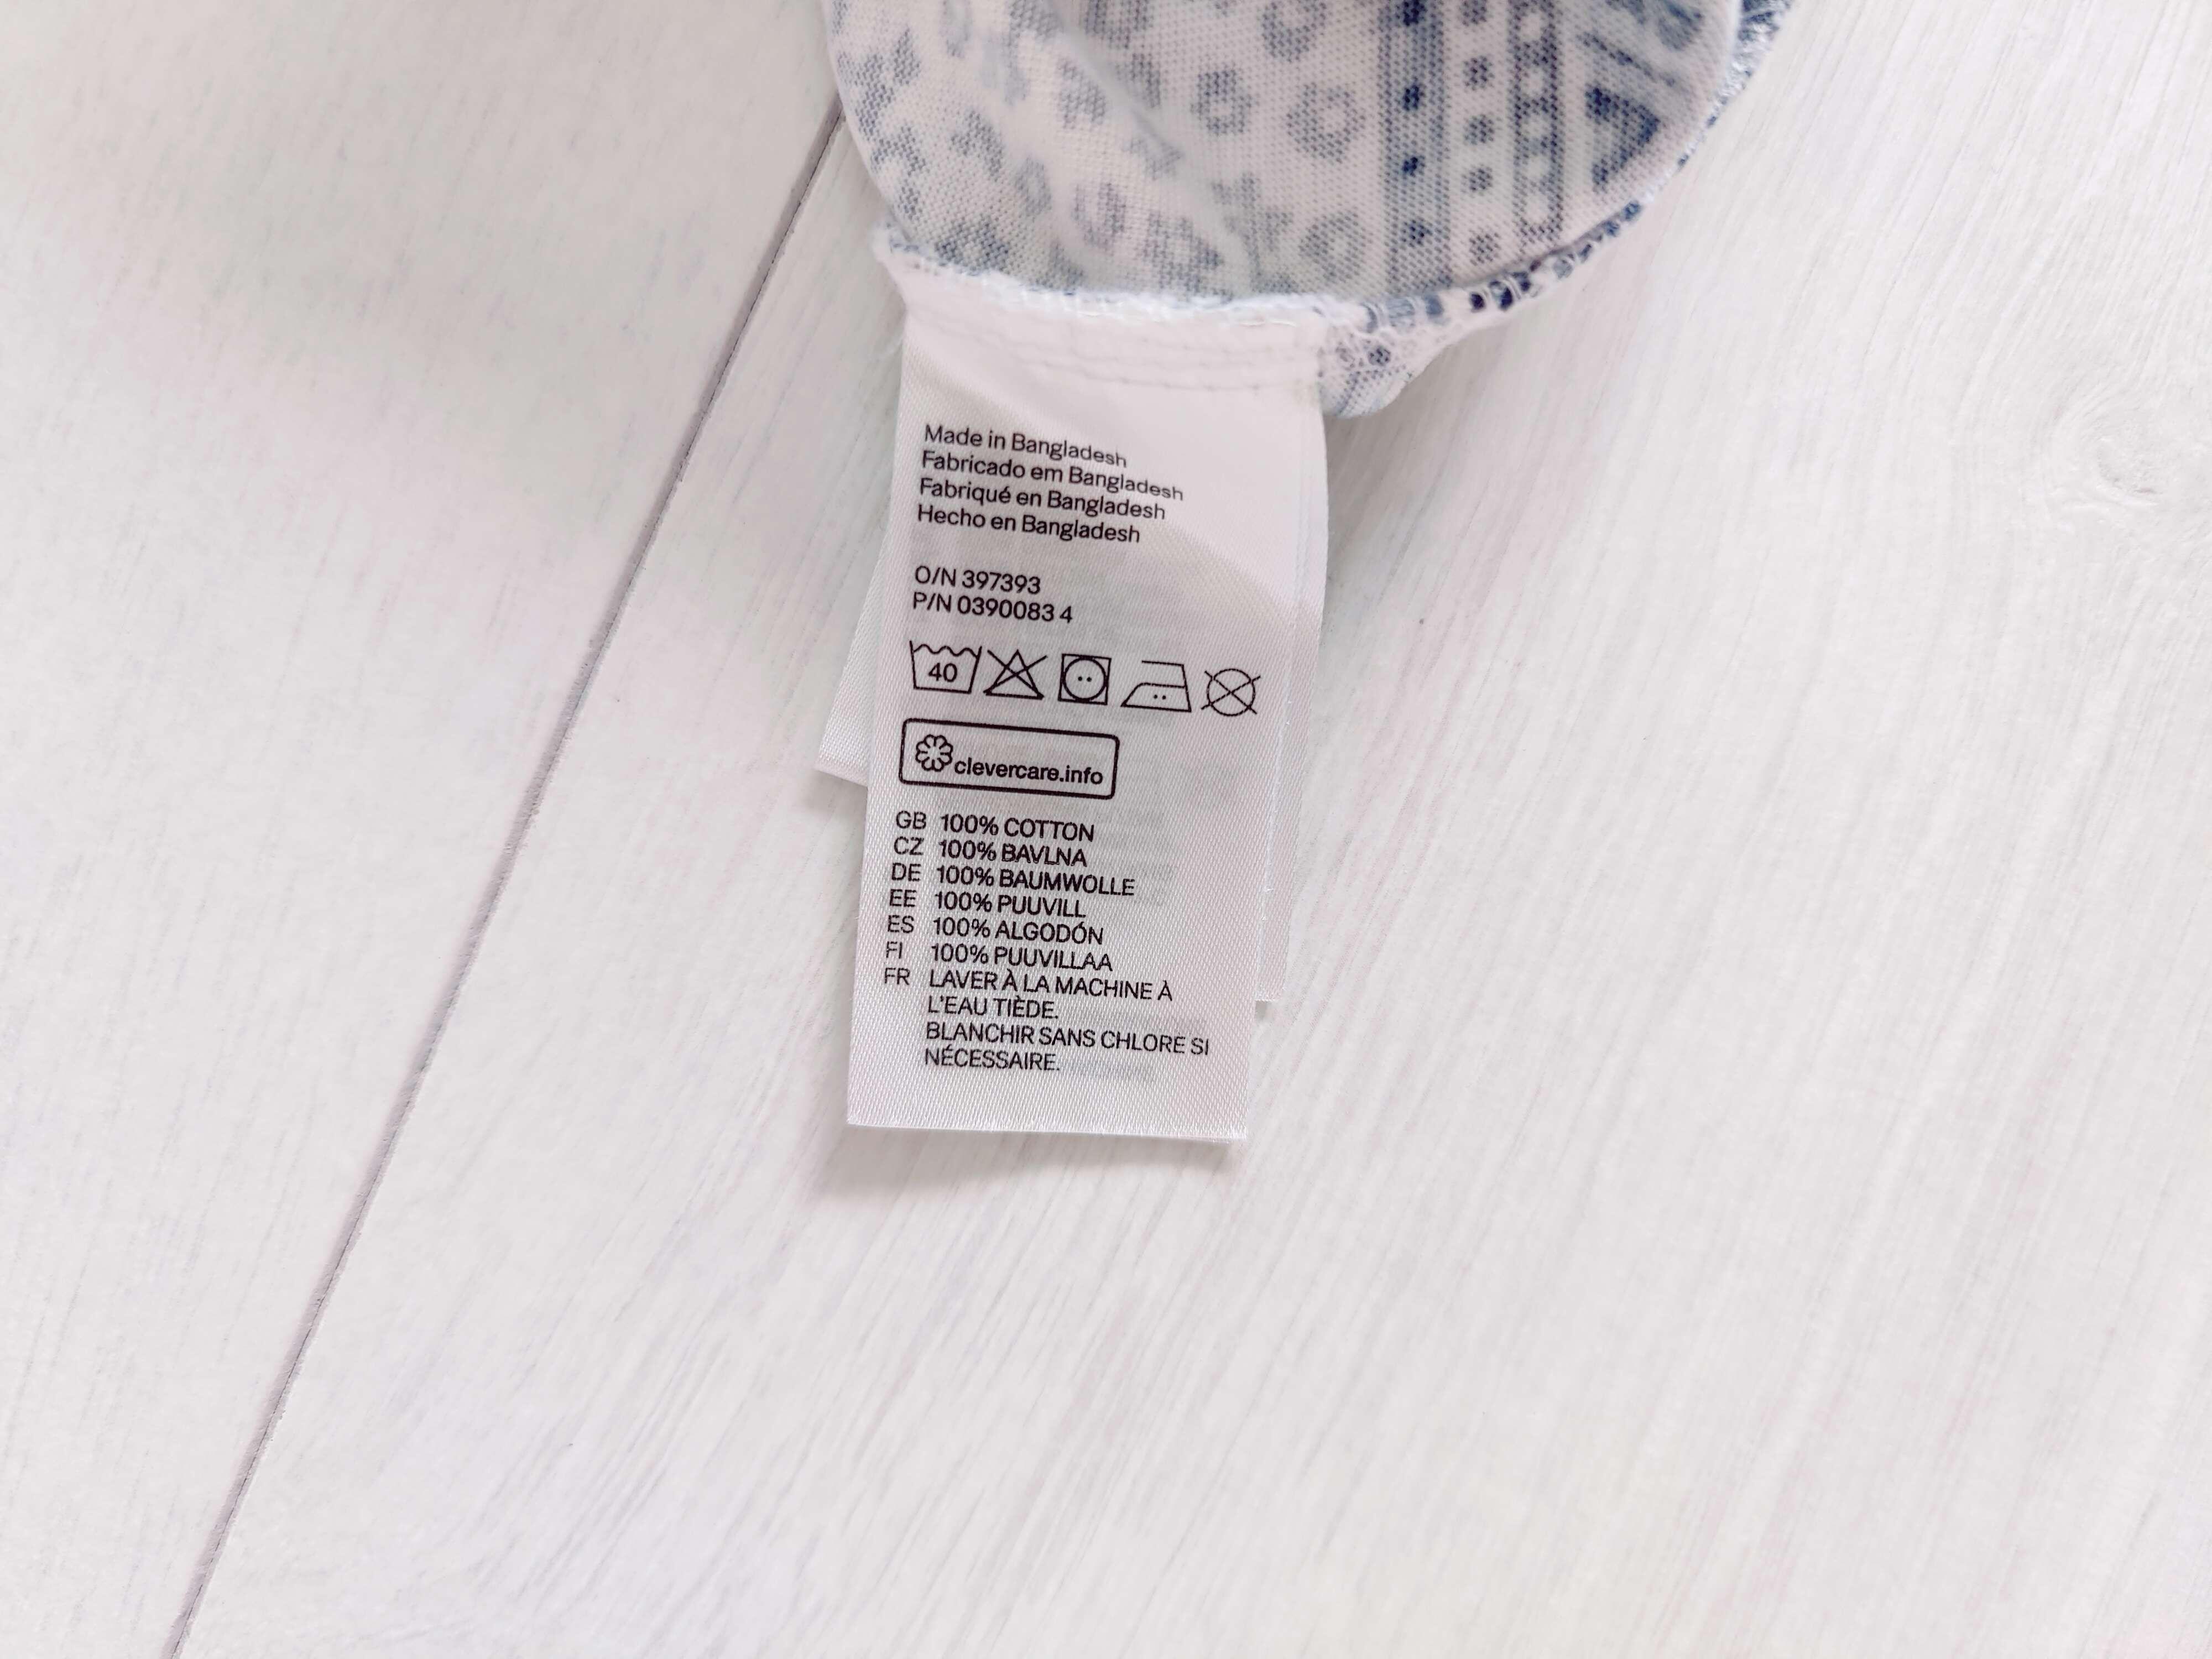 Made in Bangladesh
Fabricado em Bangladesh
Fabriqué en Bangladesh
Hecho en Bangladesh
O/N 397393
P/N 0390083 4
40
clevercare.info
GB 100% COTTON
CZ 100% BAVLNA
DE 100% BAUMWOLLE
EE 100% PUUVILL
ES 100% ALGODÓN
FI 100% PUUVILLAA
FR LAVER À LA MACHINE À
L'EAU TIÈDE.
BLANCHIR SANS CHLORE SI
NÉCESSAIRE.